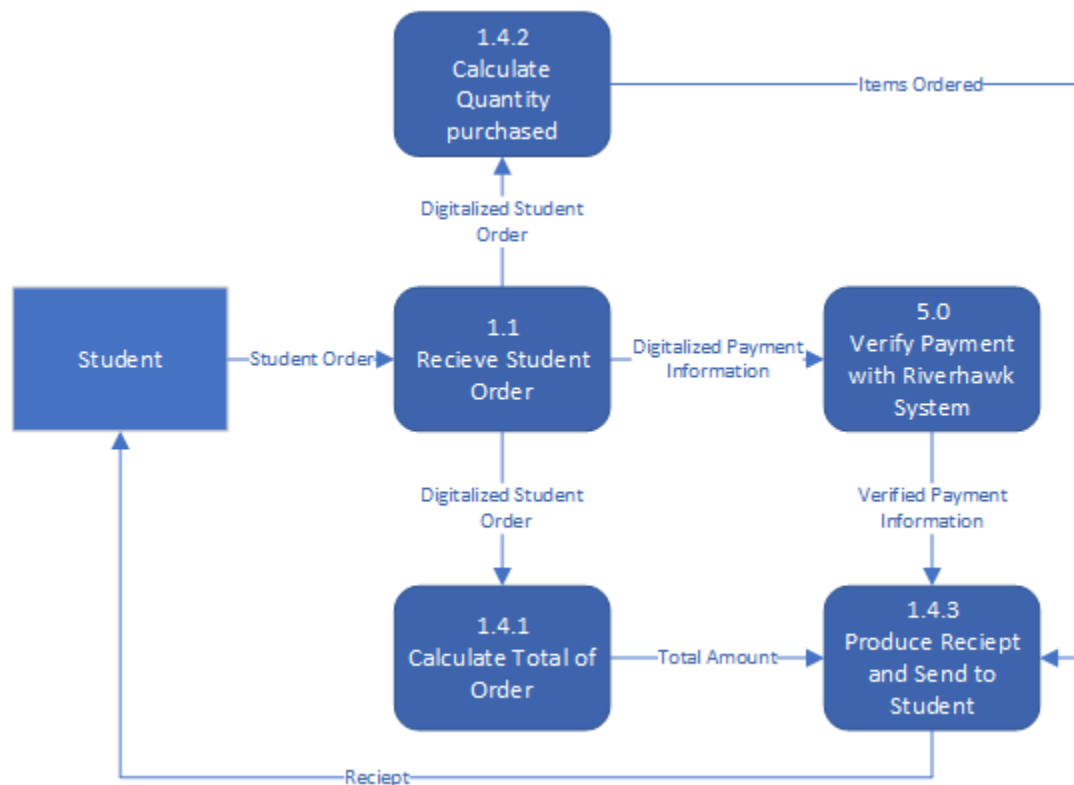 1.4.2
Calculate
Quantity
purchased
Items Ordered
Digitalized Student
Order
Student
Student Order
1.1
Recieve Student
Order
Digitalized Payment
Information
5.0
Verify Payment
with Riverhawk
System
Digitalized Student
Order
Verified Payment
Information
1.4.1
Calculate Total of
Order
Total Amount
1.4.3
Produce Reciept
and Send to
Student
Reciept